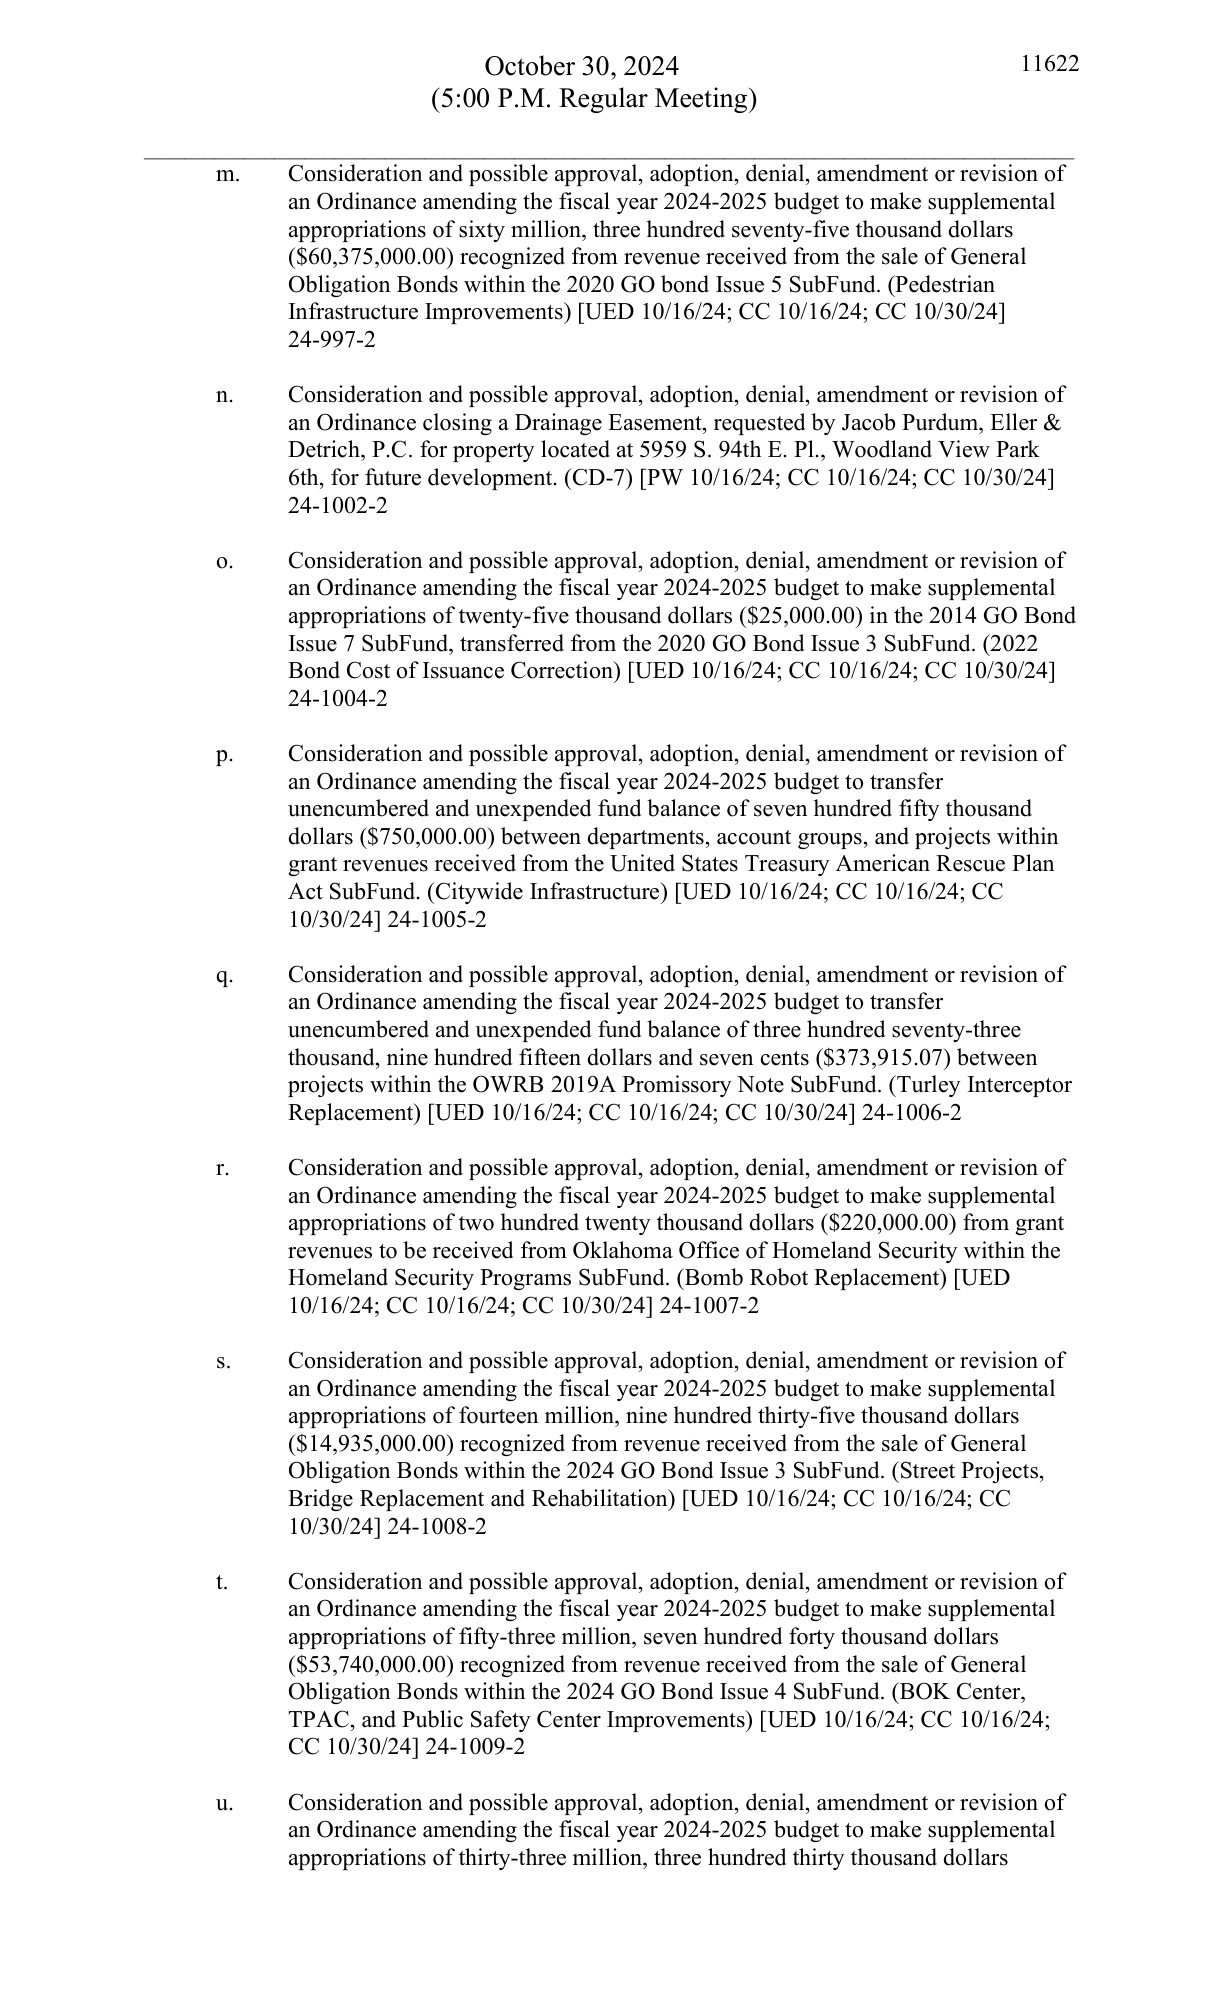 October 30, 2024
11622
(5:00 P.M. Regular Meeting)
m. Consideration and possible approval, adoption, denial, amendment or revision of
an Ordinance amending the fiscal year 2024-2025 budget to make supplemental
appropriations of sixty million, three hundred seventy-five thousand dollars
($60,375,000.00) recognized from revenue received from the sale of General
Obligation Bonds within the 2020 GO bond Issue 5 SubFund. (Pedestrian
Infrastructure Improvements) [UED 10/16/24; CC 10/16/24; CC 10/30/24]
24-997-2
n. Consideration and possible approval, adoption, denial, amendment or revision of
an Ordinance closing a Drainage Easement, requested by Jacob Purdum, Eller &
Detrich, P.C. for property located at 5959 S. 94th E. Pl., Woodland View Park
6th, for future development. (CD-7) [PW 10/16/24; CC 10/16/24; CC 10/30/24]
24-1002-2
o. Consideration and possible approval, adoption, denial, amendment or revision of
an Ordinance amending the fiscal year 2024-2025 budget to make supplemental
appropriations of twenty-five thousand dollars ($25,000.00) in the 2014 GO Bond
Issue 7 SubFund, transferred from the 2020 GO Bond Issue 3 SubFund. (2022
Bond Cost of Issuance Correction) [UED 10/16/24; CC 10/16/24; CC 10/30/24]
24-1004-2
p. Consideration and possible approval, adoption, denial, amendment or revision of
an Ordinance amending the fiscal year 2024-2025 budget to transfer
unencumbered and unexpended fund balance of seven hundred fifty thousand
dollars ($750,000.00) between departments, account groups, and projects within
grant revenues received from the United States Treasury American Rescue Plan
Act SubFund. (Citywide Infrastructure) [UED 10/16/24; CC 10/16/24; CC
10/30/24] 24-1005-2
q. Consideration and possible approval, adoption, denial, amendment or revision of
an Ordinance amending the fiscal year 2024-2025 budget to transfer
unencumbered and unexpended fund balance of three hundred seventy-three
thousand, nine hundred fifteen dollars and seven cents ($373,915.07) between
projects within the OWRB 2019A Promissory Note SubFund. (Turley Interceptor
Replacement) [UED 10/16/24; CC 10/16/24; CC 10/30/24] 24-1006-2
r. Consideration and possible approval, adoption, denial, amendment or revision of
an Ordinance amending the fiscal year 2024-2025 budget to make supplemental
appropriations of two hundred twenty thousand dollars ($220,000.00) from grant
revenues to be received from Oklahoma Office of Homeland Security within the
Homeland Security Programs SubFund. (Bomb Robot Replacement) [UED
10/16/24; CC 10/16/24; CC 10/30/24] 24-1007-2
s. Consideration and possible approval, adoption, denial, amendment or revision of
an Ordinance amending the fiscal year 2024-2025 budget to make supplemental
appropriations of fourteen million, nine hundred thirty-five thousand dollars
($14,935,000.00) recognized from revenue received from the sale of General
Obligation Bonds within the 2024 GO Bond Issue 3 SubFund. (Street Projects,
Bridge Replacement and Rehabilitation) [UED 10/16/24; CC 10/16/24; CC
10/30/24] 24-1008-2
t. Consideration and possible approval, adoption, denial, amendment or revision of
an Ordinance amending the fiscal year 2024-2025 budget to make supplemental
appropriations of fifty-three million, seven hundred forty thousand dollars
($53,740,000.00) recognized from revenue received from the sale of General
Obligation Bonds within the 2024 GO Bond Issue 4 SubFund. (BOK Center,
TPAC, and Public Safety Center Improvements) [UED 10/16/24; CC 10/16/24;
CC 10/30/24] 24-1009-2
u. Consideration and possible approval, adoption, denial, amendment or revision of
an Ordinance amending the fiscal year 2024-2025 budget to make supplemental
appropriations of thirty-three million, three hundred thirty thousand dollars